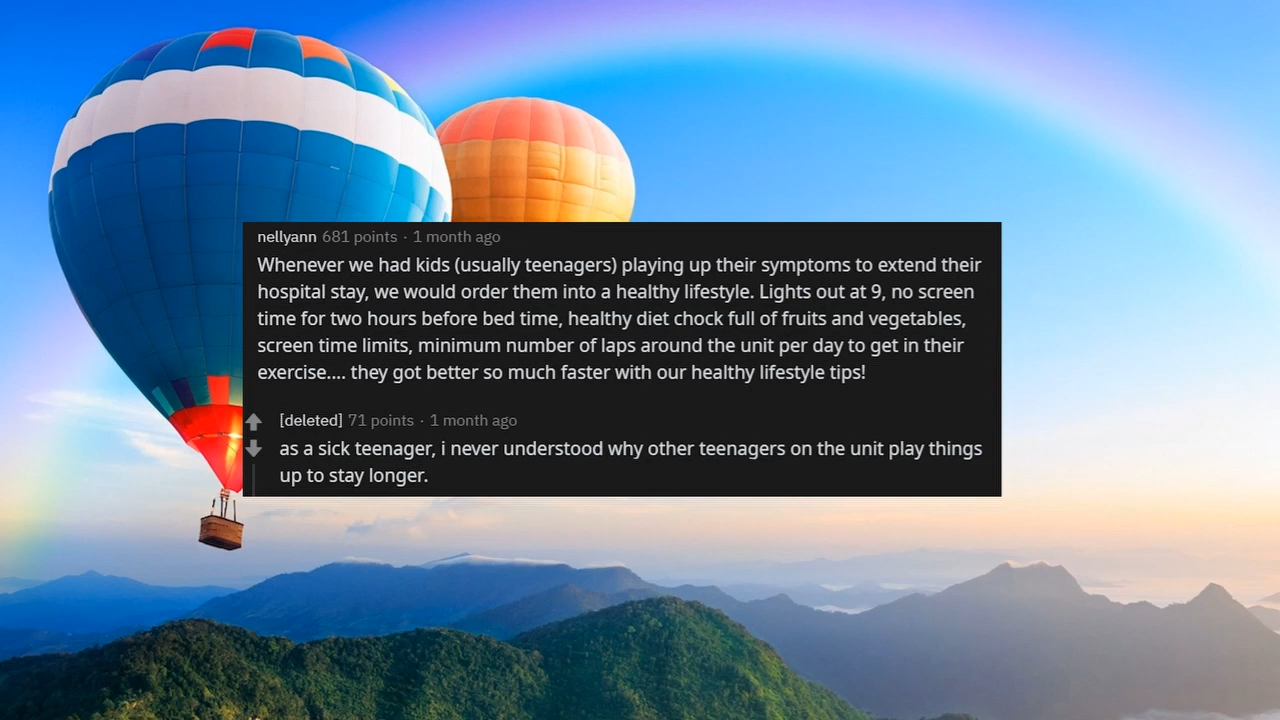 nellyann 681 points · 1 month ago
Whenever we had kids (usually teenagers) playing up their symptoms to extend their
hospital stay, we would order them into a healthy lifestyle. Lights out at 9, no screen
time for two hours before bed time, healthy diet chock full of fruits and vegetables,
screen time limits, minimum number of laps around the unit per day to get in their
exercise.... they got better so much faster with our healthy lifestyle tips!
[deleted] 71 points · 1 month ago
as a sick teenager, i never understood why other teenagers on the unit play things
up to stay longer.